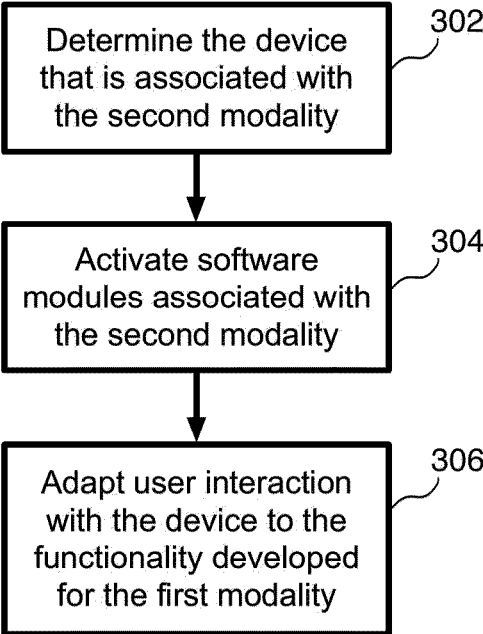 302
Determine the device
that is associated with
the second modality
304
Activate software
modules associated with
the second modality
306
Adapt user interaction
with the device to the
functionality developed
for the first modality